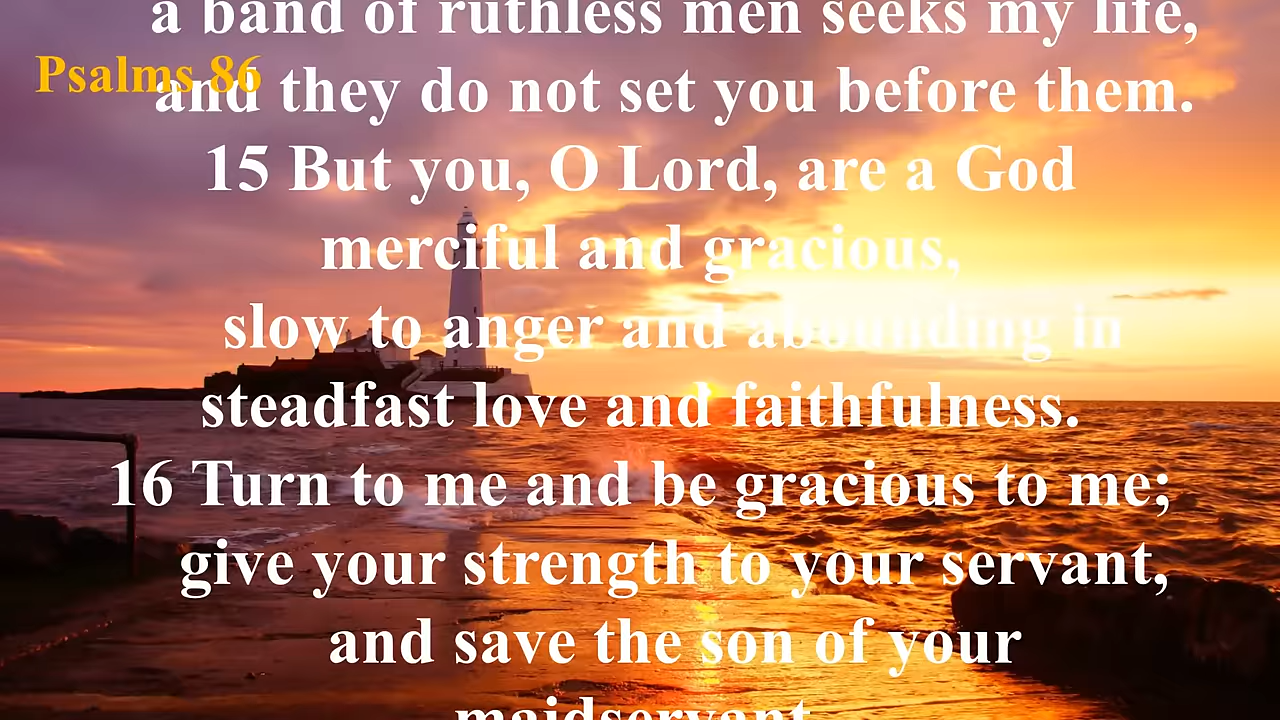 a band of ruthless men seeks my life,
Psalms 86
and they do not set you before them.
15 But you, O Lord, are a God
merciful and gracious,
slow to anger and abounding in
steadfast love and faithfulness.
16 Turn to me and be gracious to me;
give your strength to your servant,
and save the son of your
maidservant.